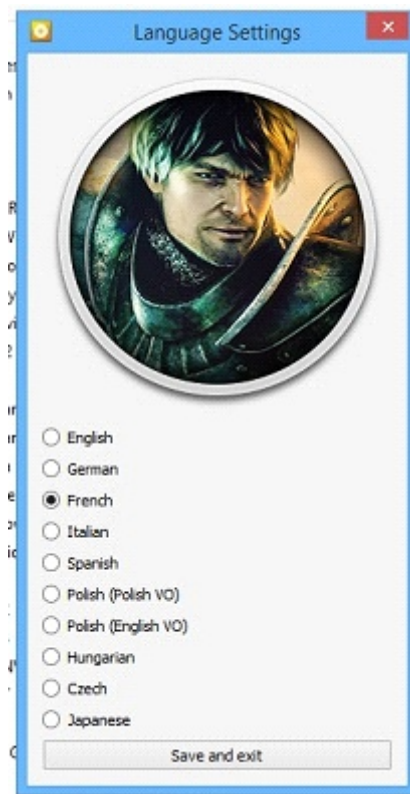 Language Settings
English
German
French
Italian
Spanish
Polish (Polish VO)
Polish (English VO)
Hungarian
Czech
Japanese
Save and exit